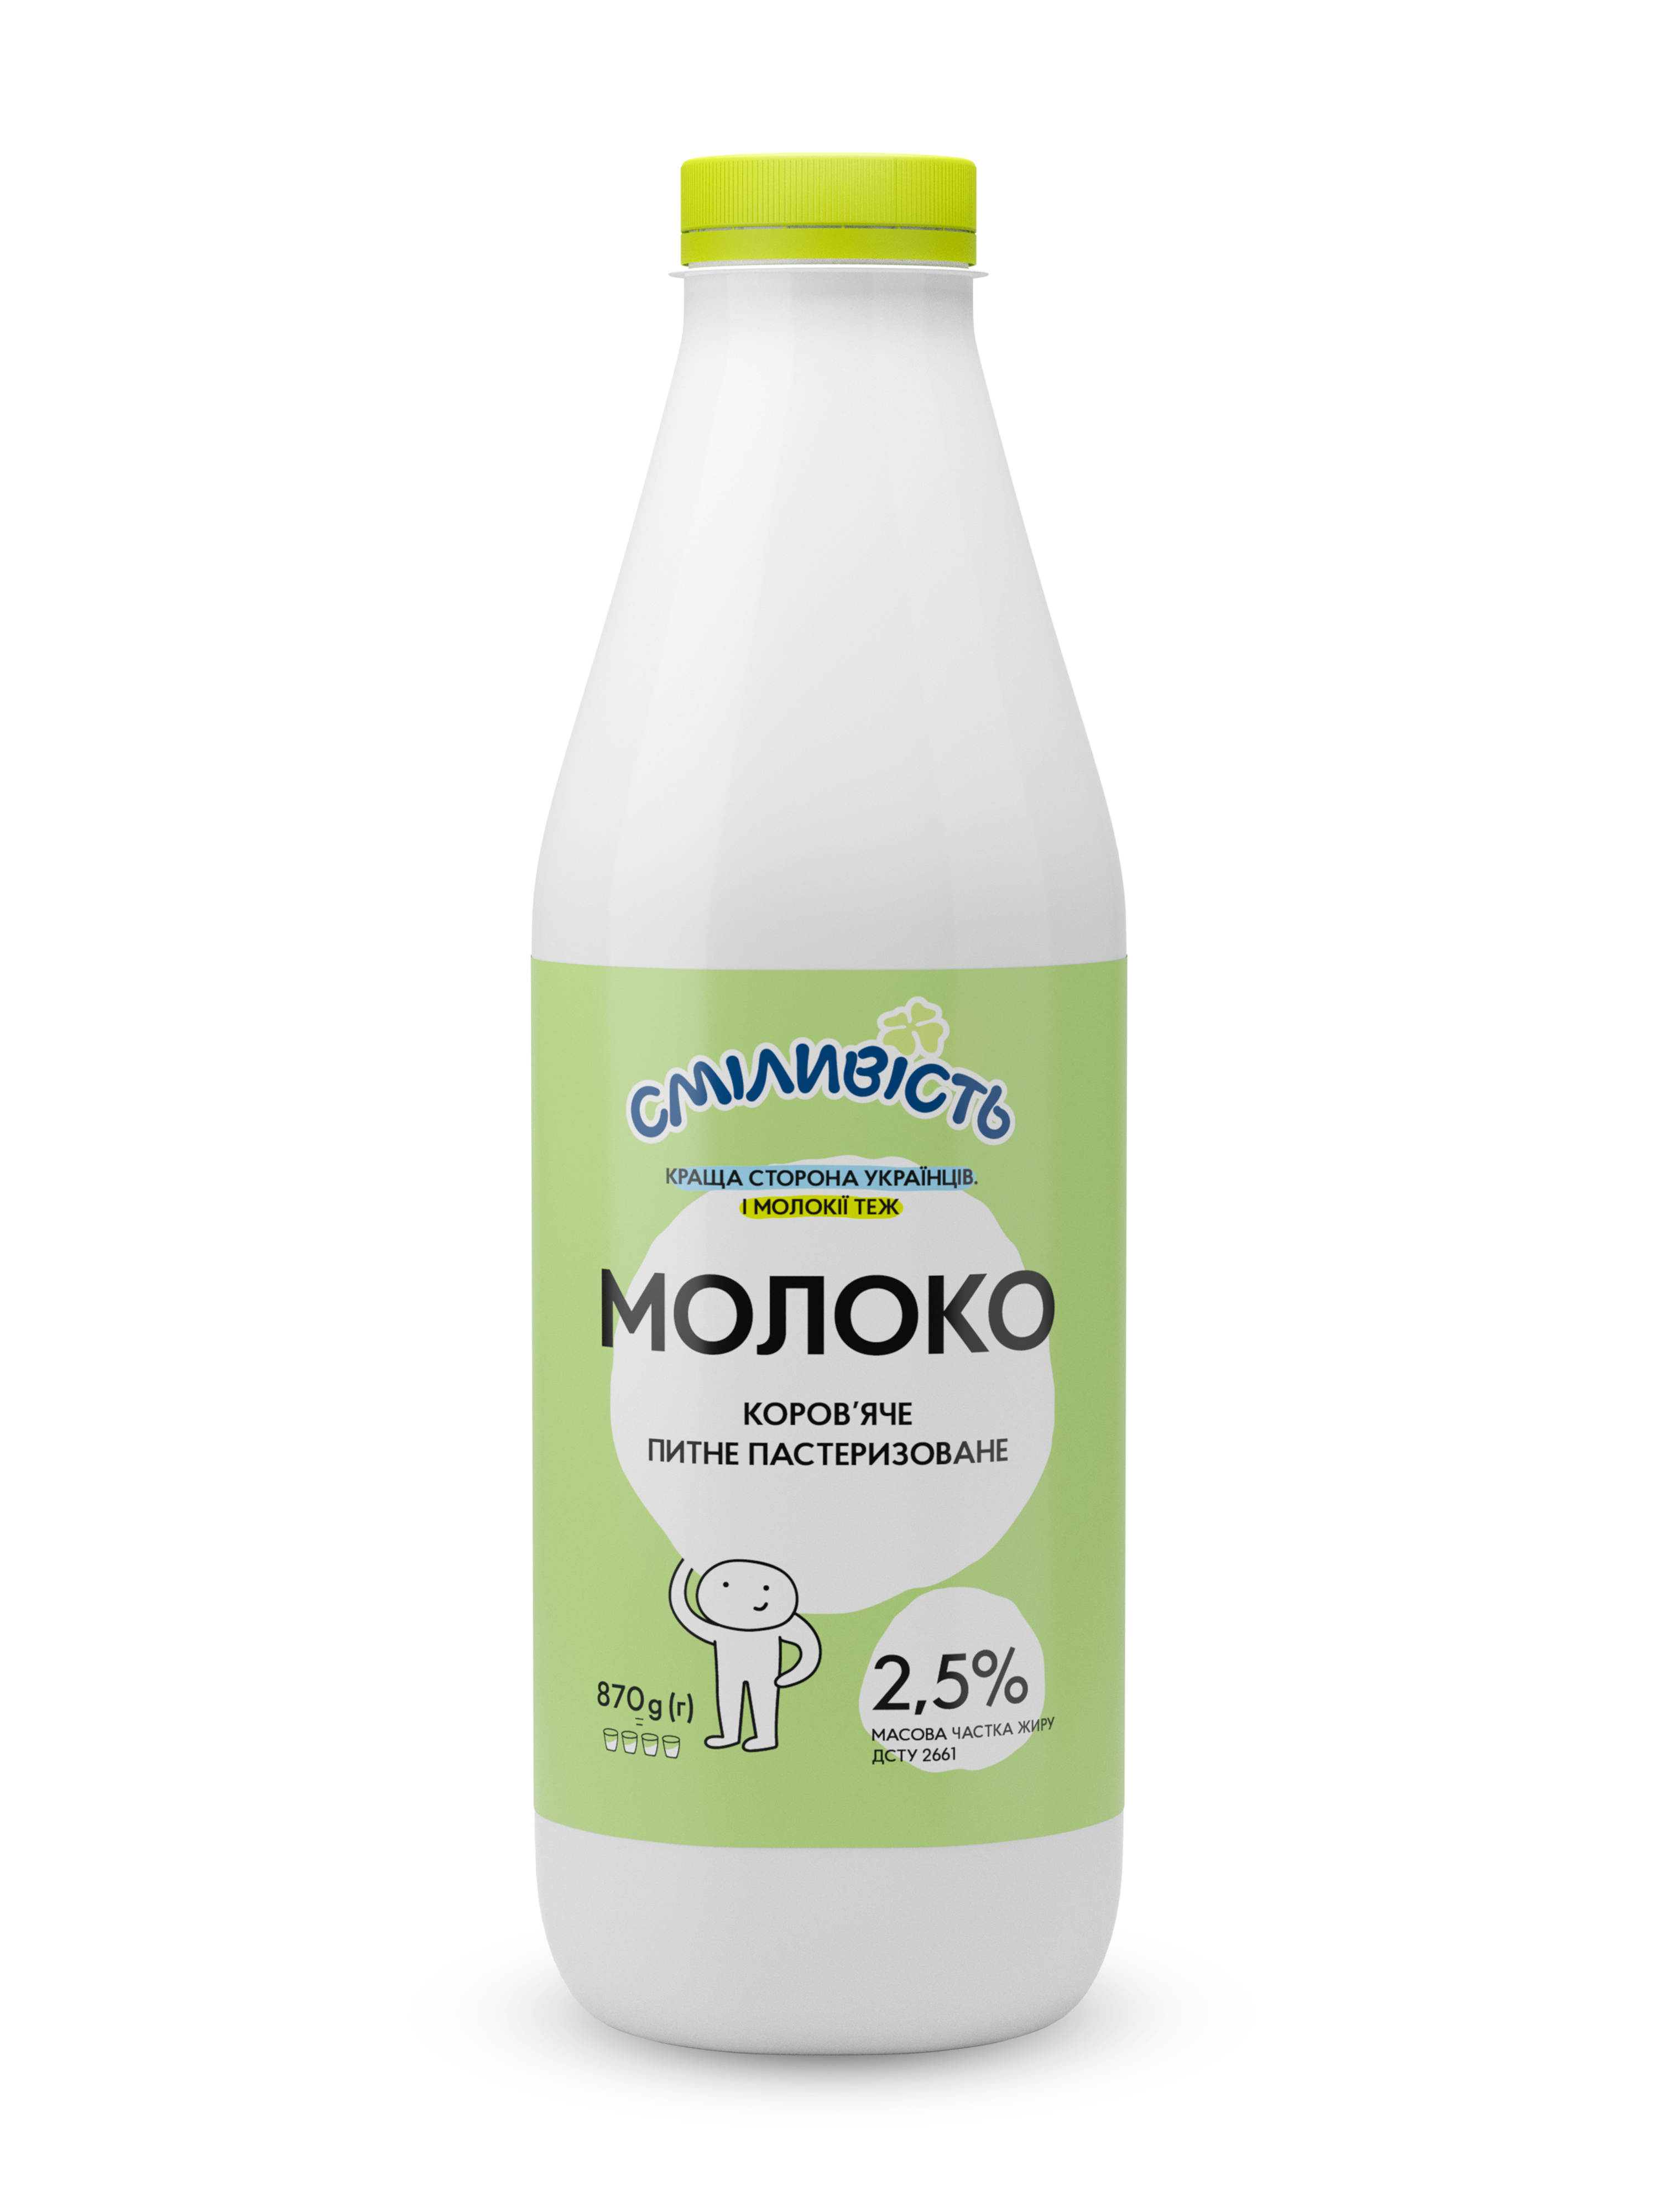 СМІЛИВІСТЬ
КРАЩА СТОРОНА УКРАЇНЦІВ.
І МОЛОКІЇ ТЕЖ
МОЛОКО
КОРОВ’ЯЧЕ
ПИТНЕ ПАСТЕРИЗОВАНЕ
870 g (г)
=
2,5%
МАСОВА ЧАСТКА ЖИРУ
ДСТУ 2661